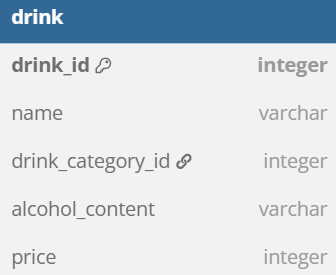 drink
drink_id integer
name varchar
drink_category_id integer
alcohol_content varchar
price integer